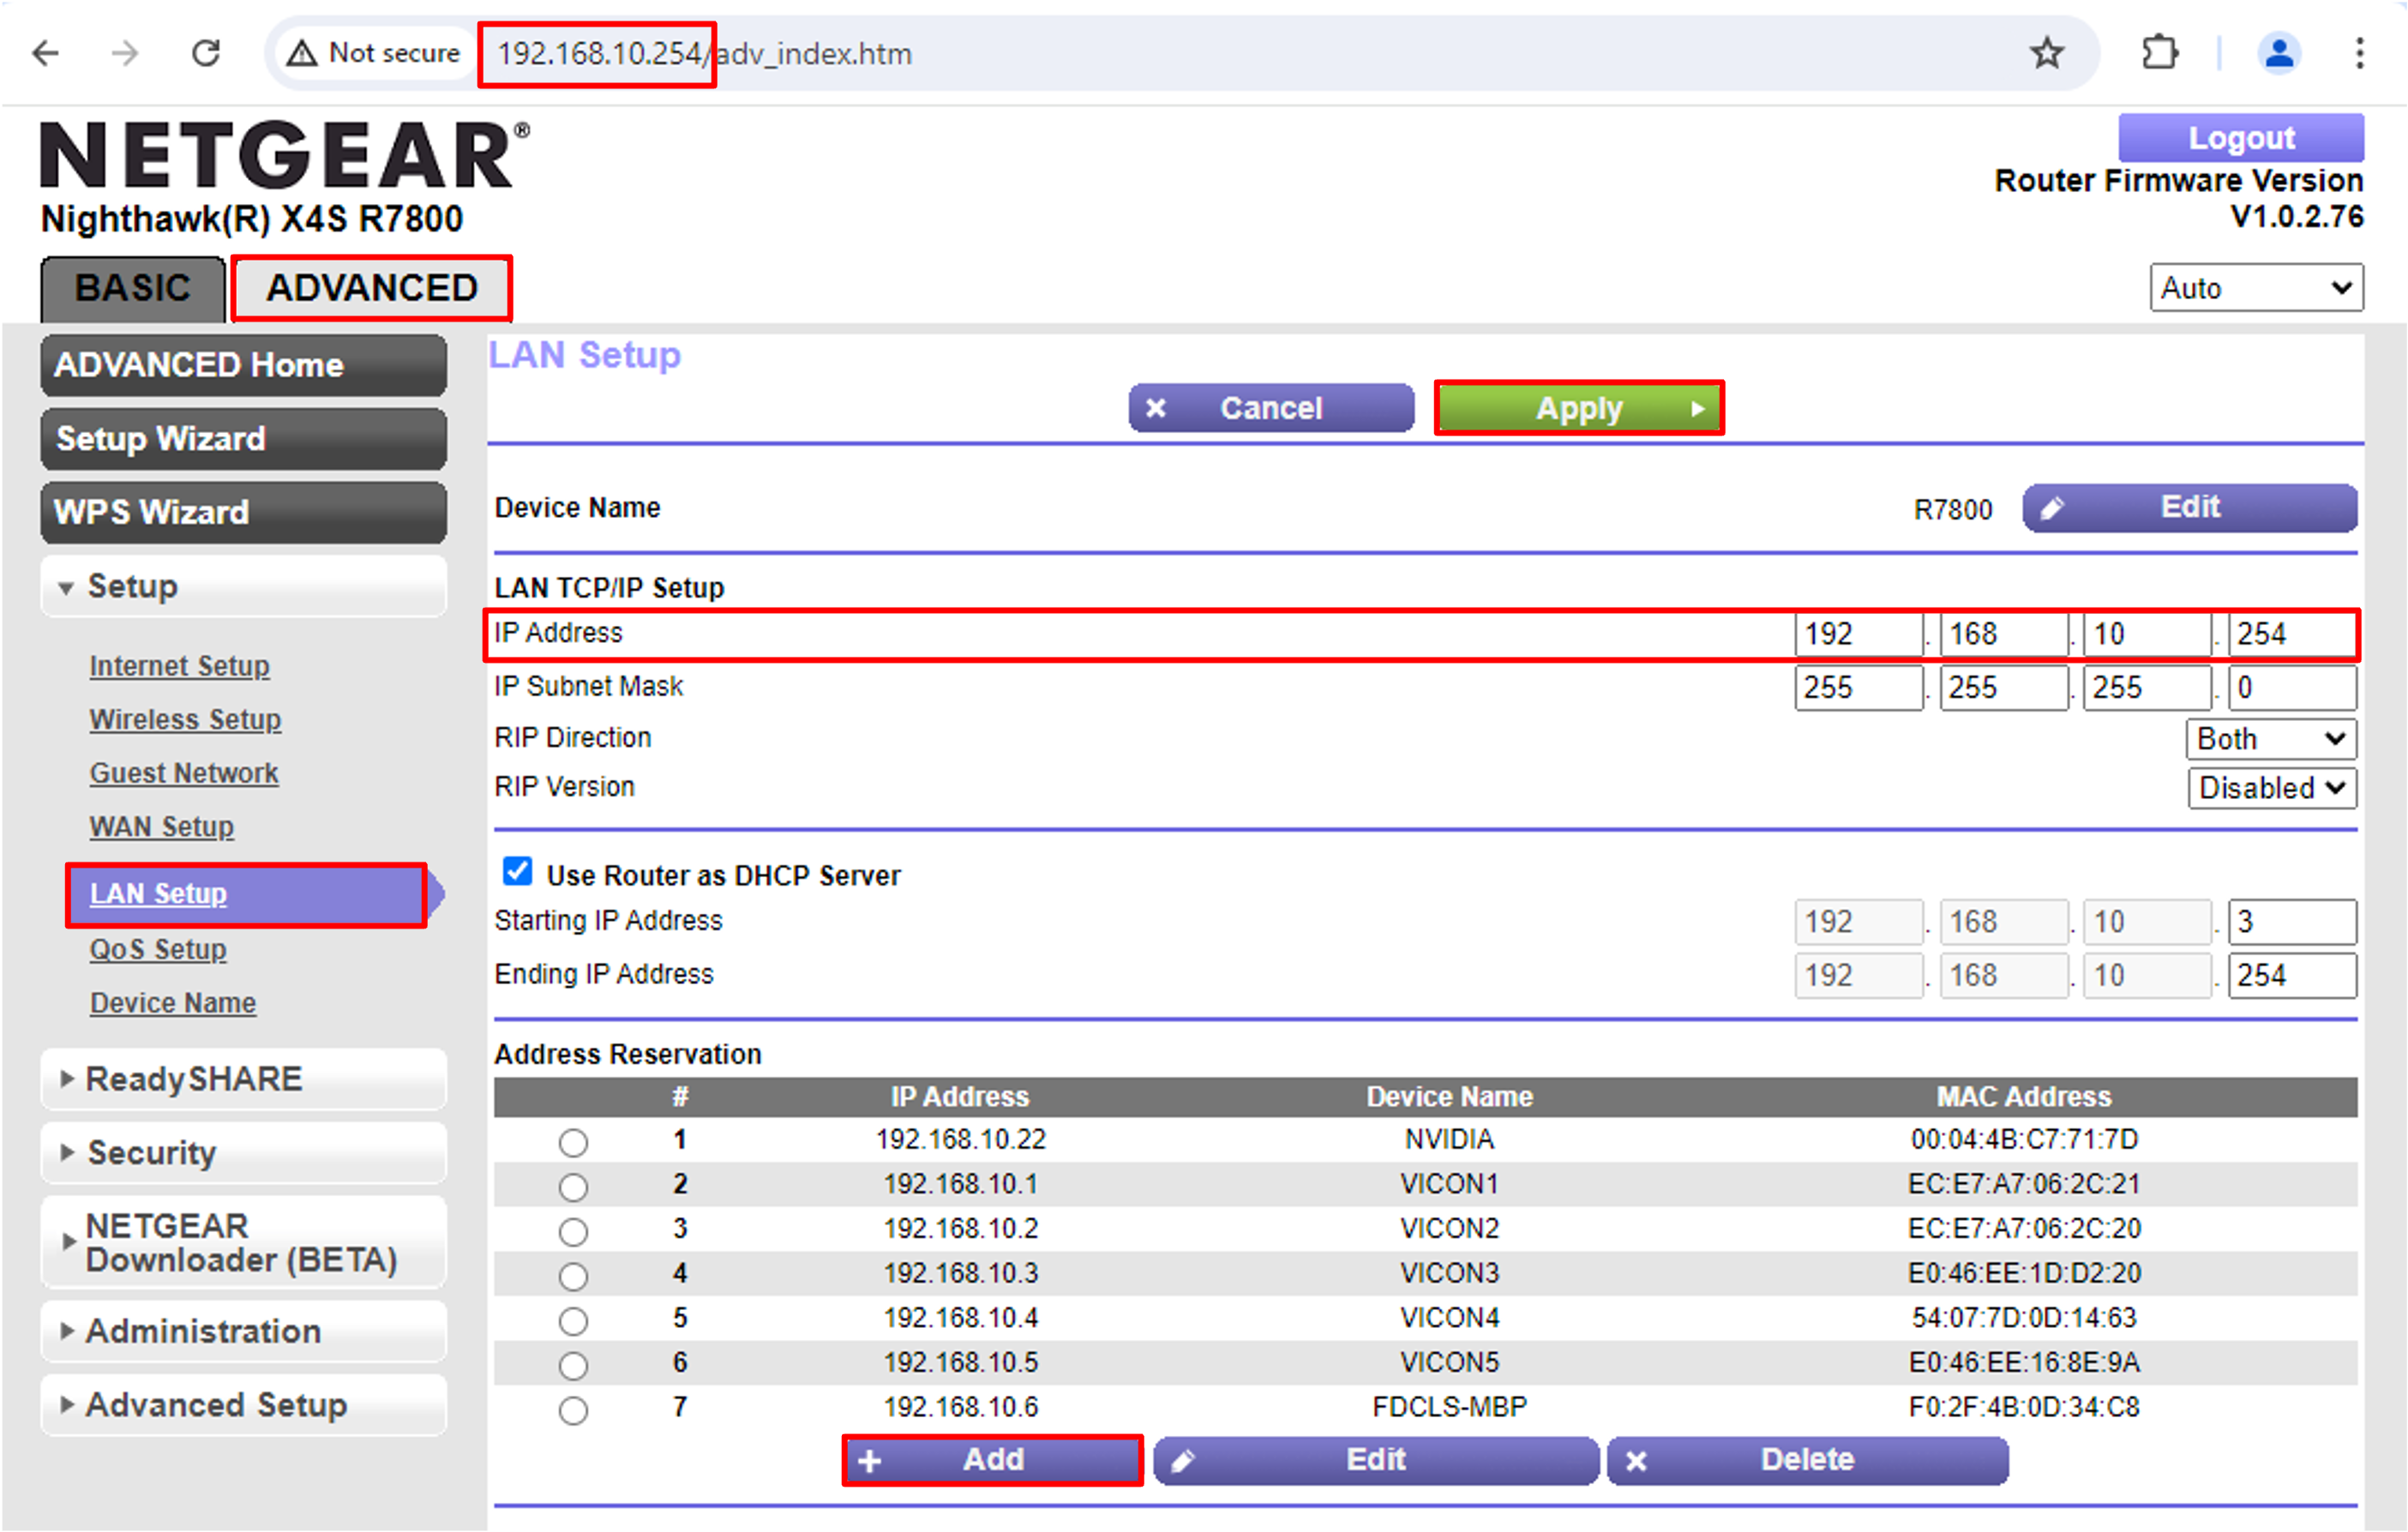 Not secure 192.168.10.254/adv_index.htm
NETGEAR®
Nighthawk(R) X4S R7800
Logout
Router Firmware Version
V1.0.2.76
BASIC ADVANCED Auto
ADVANCED Home
Setup Wizard
WPS Wizard
Setup
Internet Setup
Wireless Setup
Guest Network
WAN Setup
LAN Setup
QoS Setup
Device Name
ReadySHARE
Security
NETGEAR
Downloader (BETA)
Administration
Advanced Setup
LAN Setup
Cancel Apply
Device Name R7800 Edit
LAN TCP/IP Setup
IP Address 192 . 168 . 10 . 254
IP Subnet Mask 255 . 255 . 255 . 0
RIP Direction Both
RIP Version Disabled
Use Router as DHCP Server
Starting IP Address 192 . 168 . 10 . 3
Ending IP Address 192 . 168 . 10 . 254
Address Reservation
# IP Address Device Name MAC Address
1 192.168.10.22 NVIDIA 00:04:4B:C7:71:7D
2 192.168.10.1 VICON1 EC:E7:A7:06:2C:21
3 192.168.10.2 VICON2 EC:E7:A7:06:2C:20
4 192.168.10.3 VICON3 E0:46:EE:1D:D2:20
5 192.168.10.4 VICON4 54:07:7D:0D:14:63
6 192.168.10.5 VICON5 E0:46:EE:16:8E:9A
7 192.168.10.6 FDCLS-MBP F0:2F:4B:0D:34:C8
Add Edit Delete